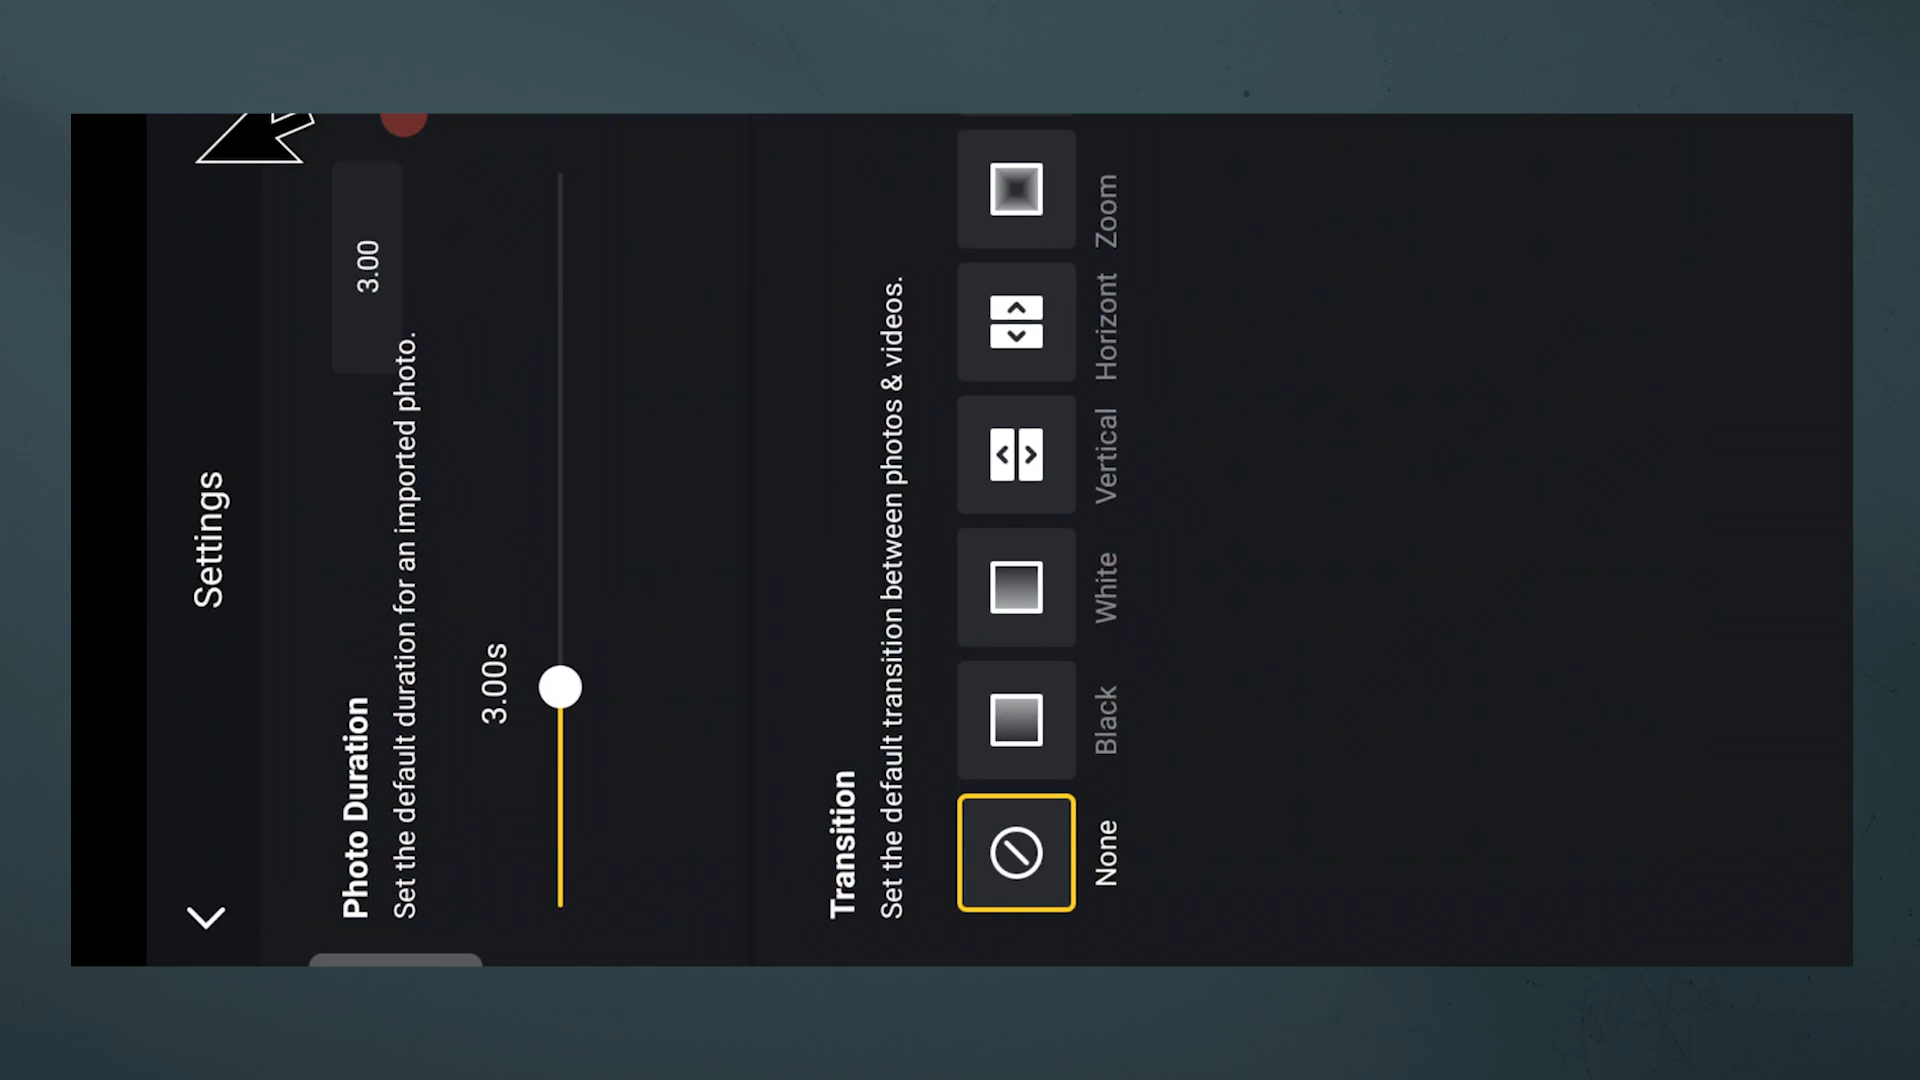 Settings
Photo Duration
3.00
Set the default duration for an imported photo.
3.00s
Transition
Set the default transition between photos & videos.
None
Black
White
Vertical
Horizont
Zoom